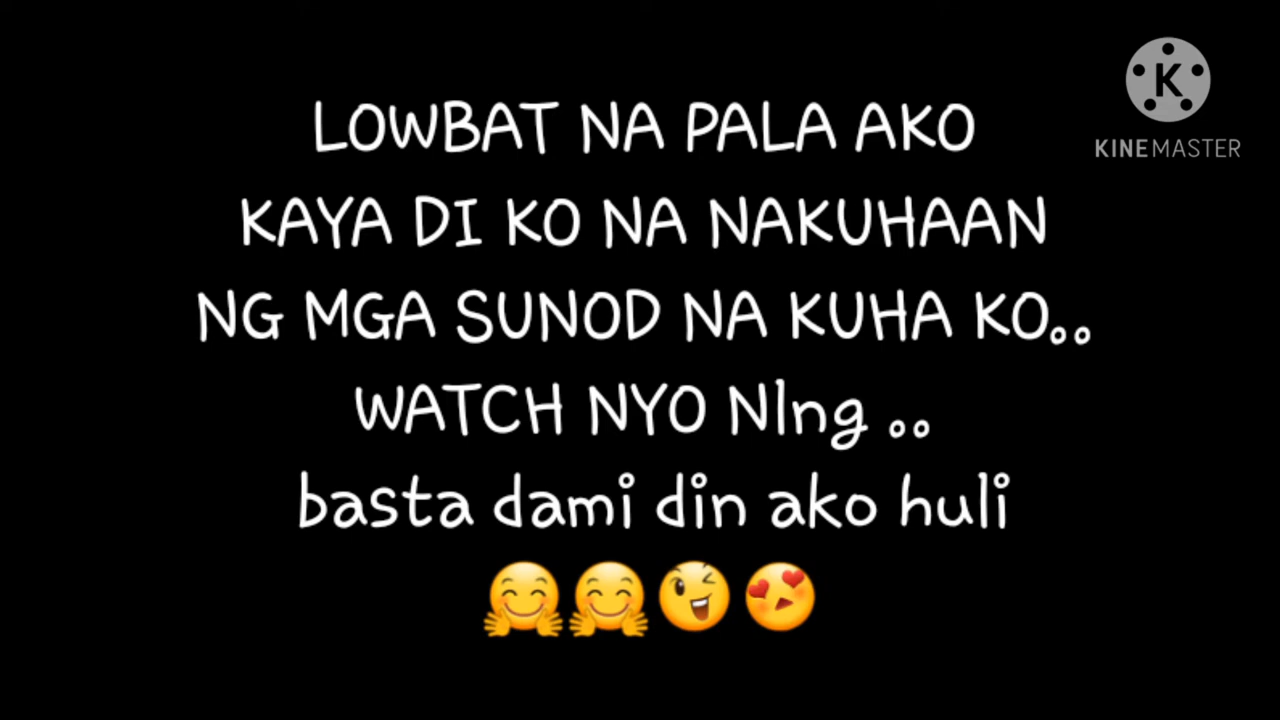 LOWBAT NA PALA AKO
KAYA DI KO NA NAKUHAAN
NG MGA SUNOD NA KUHA KO..
WATCH NYO Nlng ..
basta dami din ako huli
🤗🤗😉😍
K
KINEMASTER